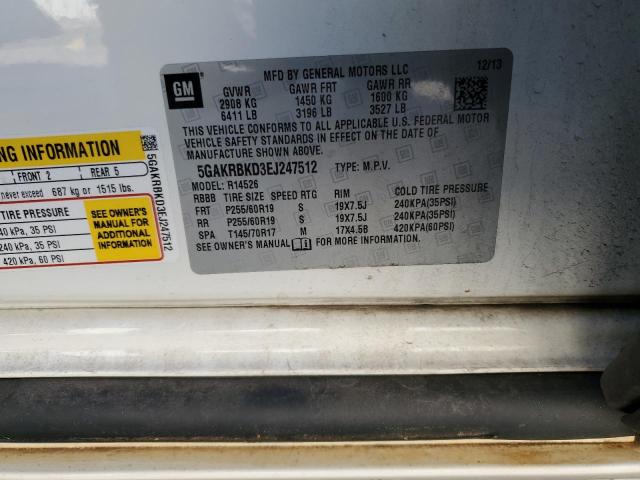 NG INFORMATION
FRONT 2 REAR 5
never exceed 687 kg or 1515 lbs.
TIRE PRESSURE
40 kPa, 35 PSI
240 kPa, 35 PSI
420 kPa, 60 PSI
SEE OWNER'S
MANUAL FOR
ADDITIONAL
INFORMATION
5GAKRBKD3EJ247512
GM
MFD BY GENERAL MOTORS LLC
12/13
GVWR GAWR FRT GAWR RR
2908 KG 1450 KG 1600 KG
6411 LB 3196 LB 3527 LB
THIS VEHICLE CONFORMS TO ALL APPLICABLE U.S. FEDERAL MOTOR
VEHICLE SAFETY STANDARDS IN EFFECT ON THE DATE OF
MANUFACTURE SHOWN ABOVE.
5GAKRBKD3EJ247512 TYPE: M.P.V.
MODEL: R14526
RBBB TIRE SIZE SPEED RTG RIM COLD TIRE PRESSURE
FRT P255/60R19 S 19X7.5J 240KPA(35PSI)
RR P255/60R19 S 19X7.5J 240KPA(35PSI)
SPA T145/70R17 M 17X4.5B 420KPA(60PSI)
SEE OWNER'S MANUAL FOR MORE INFORMATION.